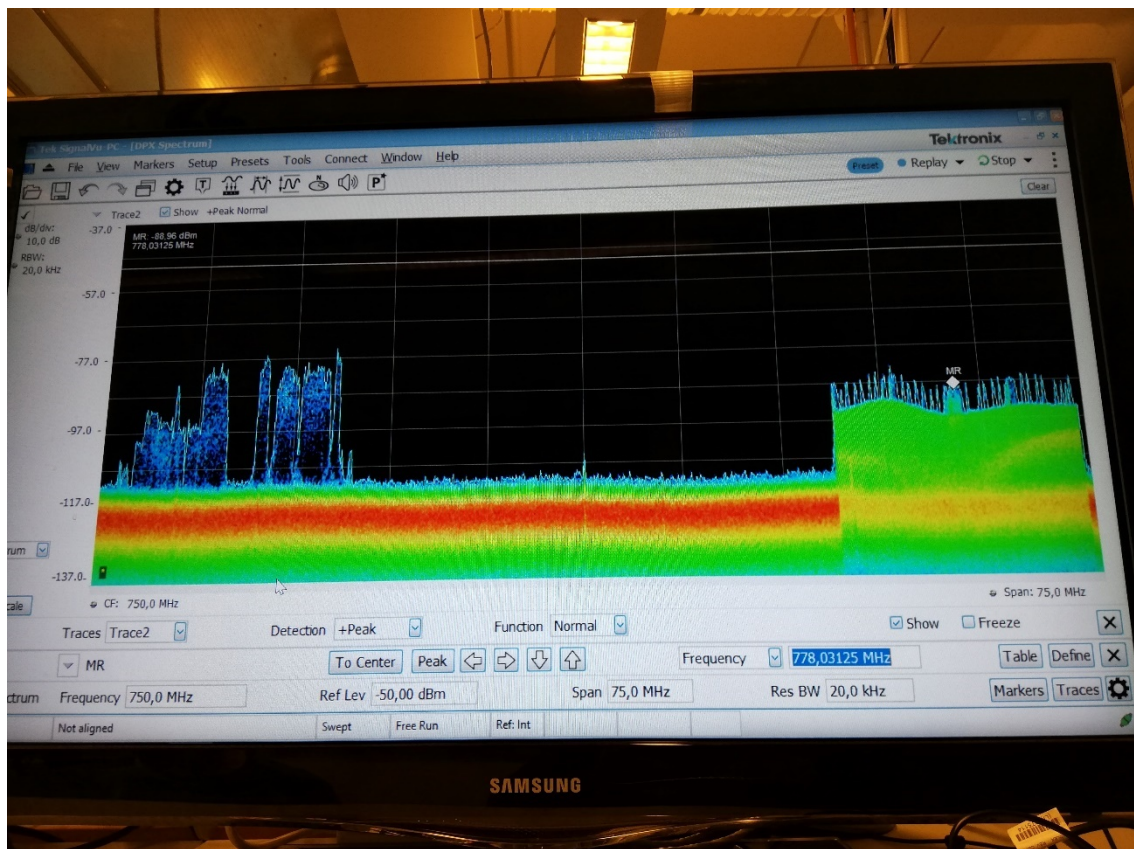 Tek SignalVu-PC - [DPX Spectrum]
Tektronix
File View Markers Setup Presets Tools Connect Window Help
Preset Replay Stop
T P
Clear
Trace2 Show +Peak Normal
dB/div:
10,0 dB
RBW:
20,0 kHz
-37.0
MR: -88,96 dBm
778,03125 MHz
-57.0
-77.0
MR
-97.0
-117.0
-137.0
rum
cale
CF: 750,0 MHz
Span: 75,0 MHz
Traces Trace2 Detection +Peak Function Normal Show Freeze
MR To Center Peak Frequency 778,03125 MHz Table Define
ctrum Frequency 750,0 MHz Ref Lev -50,00 dBm Span 75,0 MHz Res BW 20,0 kHz Markers Traces
Not aligned Swept Free Run Ref: Int
SAMSUNG